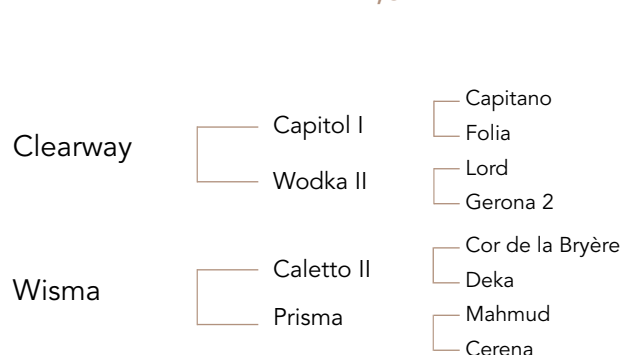 Capitano
Capitol I
Folia
Clearway
Lord
Wodka II
Gerona 2
Cor de la Bryère
Caletto II
Deka
Wisma
Mahmud
Prisma
Cerena